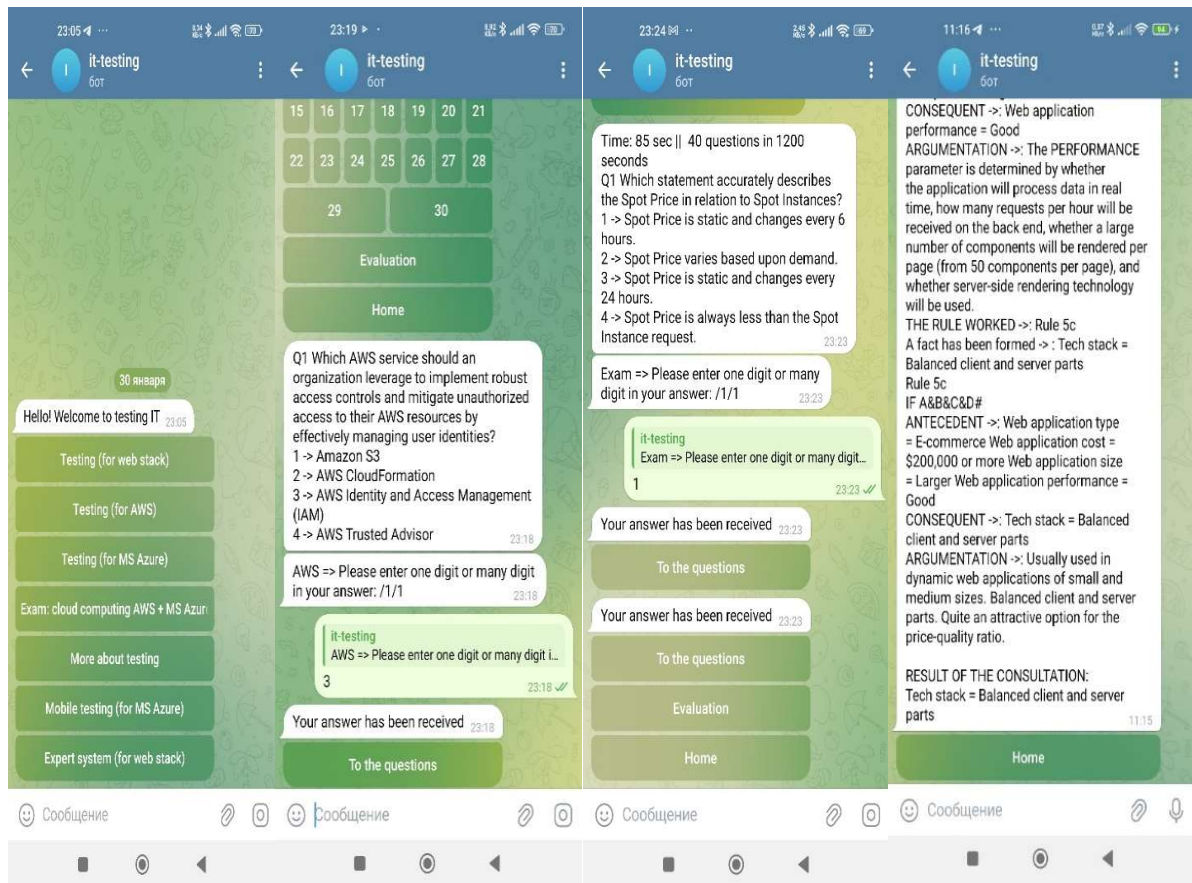 23:05
it-testing
бот
30 января
Hello! Welcome to testing IT 23:05
Testing (for web stack)
Testing (for AWS)
Testing (for MS Azure)
Exam: cloud computing AWS + MS Azur
More about testing
Mobile testing (for MS Azure)
Expert system (for web stack)
Сообщение
23:19
it-testing
бот
15 16 17 18 19 20 21
22 23 24 25 26 27 28
29 30
Evaluation
Home
Q1 Which AWS service should an
organization leverage to implement robust
access controls and mitigate unauthorized
access to their AWS resources by
effectively managing user identities?
1 -> Amazon S3
2 -> AWS CloudFormation
3 -> AWS Identity and Access Management
(IAM)
4 -> AWS Trusted Advisor 23:18
AWS => Please enter one digit or many digit
in your answer: /1/1 23:18
it-testing
AWS => Please enter one digit or many digit i...
3 23:18
Your answer has been received 23:18
To the questions
Сообщение
23:24
it-testing
бот
Time: 85 sec || 40 questions in 1200
seconds
Q1 Which statement accurately describes
the Spot Price in relation to Spot Instances?
1 -> Spot Price is static and changes every 6
hours.
2 -> Spot Price varies based upon demand.
3 -> Spot Price is static and changes every
24 hours.
4 -> Spot Price is always less than the Spot
Instance request. 23:23
Exam => Please enter one digit or many
digit in your answer: /1/1 23:23
it-testing
Exam => Please enter one digit or many digit...
1 23:23
Your answer has been received 23:23
To the questions
Your answer has been received 23:23
To the questions
Evaluation
Home
Сообщение
11:16
it-testing
бот
CONSEQUENT ->: Web application
performance = Good
ARGUMENTATION ->: The PERFORMANCE
parameter is determined by whether
the application will process data in real
time, how many requests per hour will be
received on the back end, whether a large
number of components will be rendered per
page (from 50 components per page), and
whether server-side rendering technology
will be used.
THE RULE WORKED ->: Rule 5c
A fact has been formed -> : Tech stack =
Balanced client and server parts
Rule 5c
IF A&B&C&D#
ANTECEDENT ->: Web application type
= E-commerce Web application cost =
$200,000 or more Web application size
= Larger Web application performance =
Good
CONSEQUENT ->: Tech stack = Balanced
client and server parts
ARGUMENTATION ->: Usually used in
dynamic web applications of small and
medium sizes. Balanced client and server
parts. Quite an attractive option for the
price-quality ratio.
RESULT OF THE CONSULTATION:
Tech stack = Balanced client and server
parts 11:15
Home
Сообщение